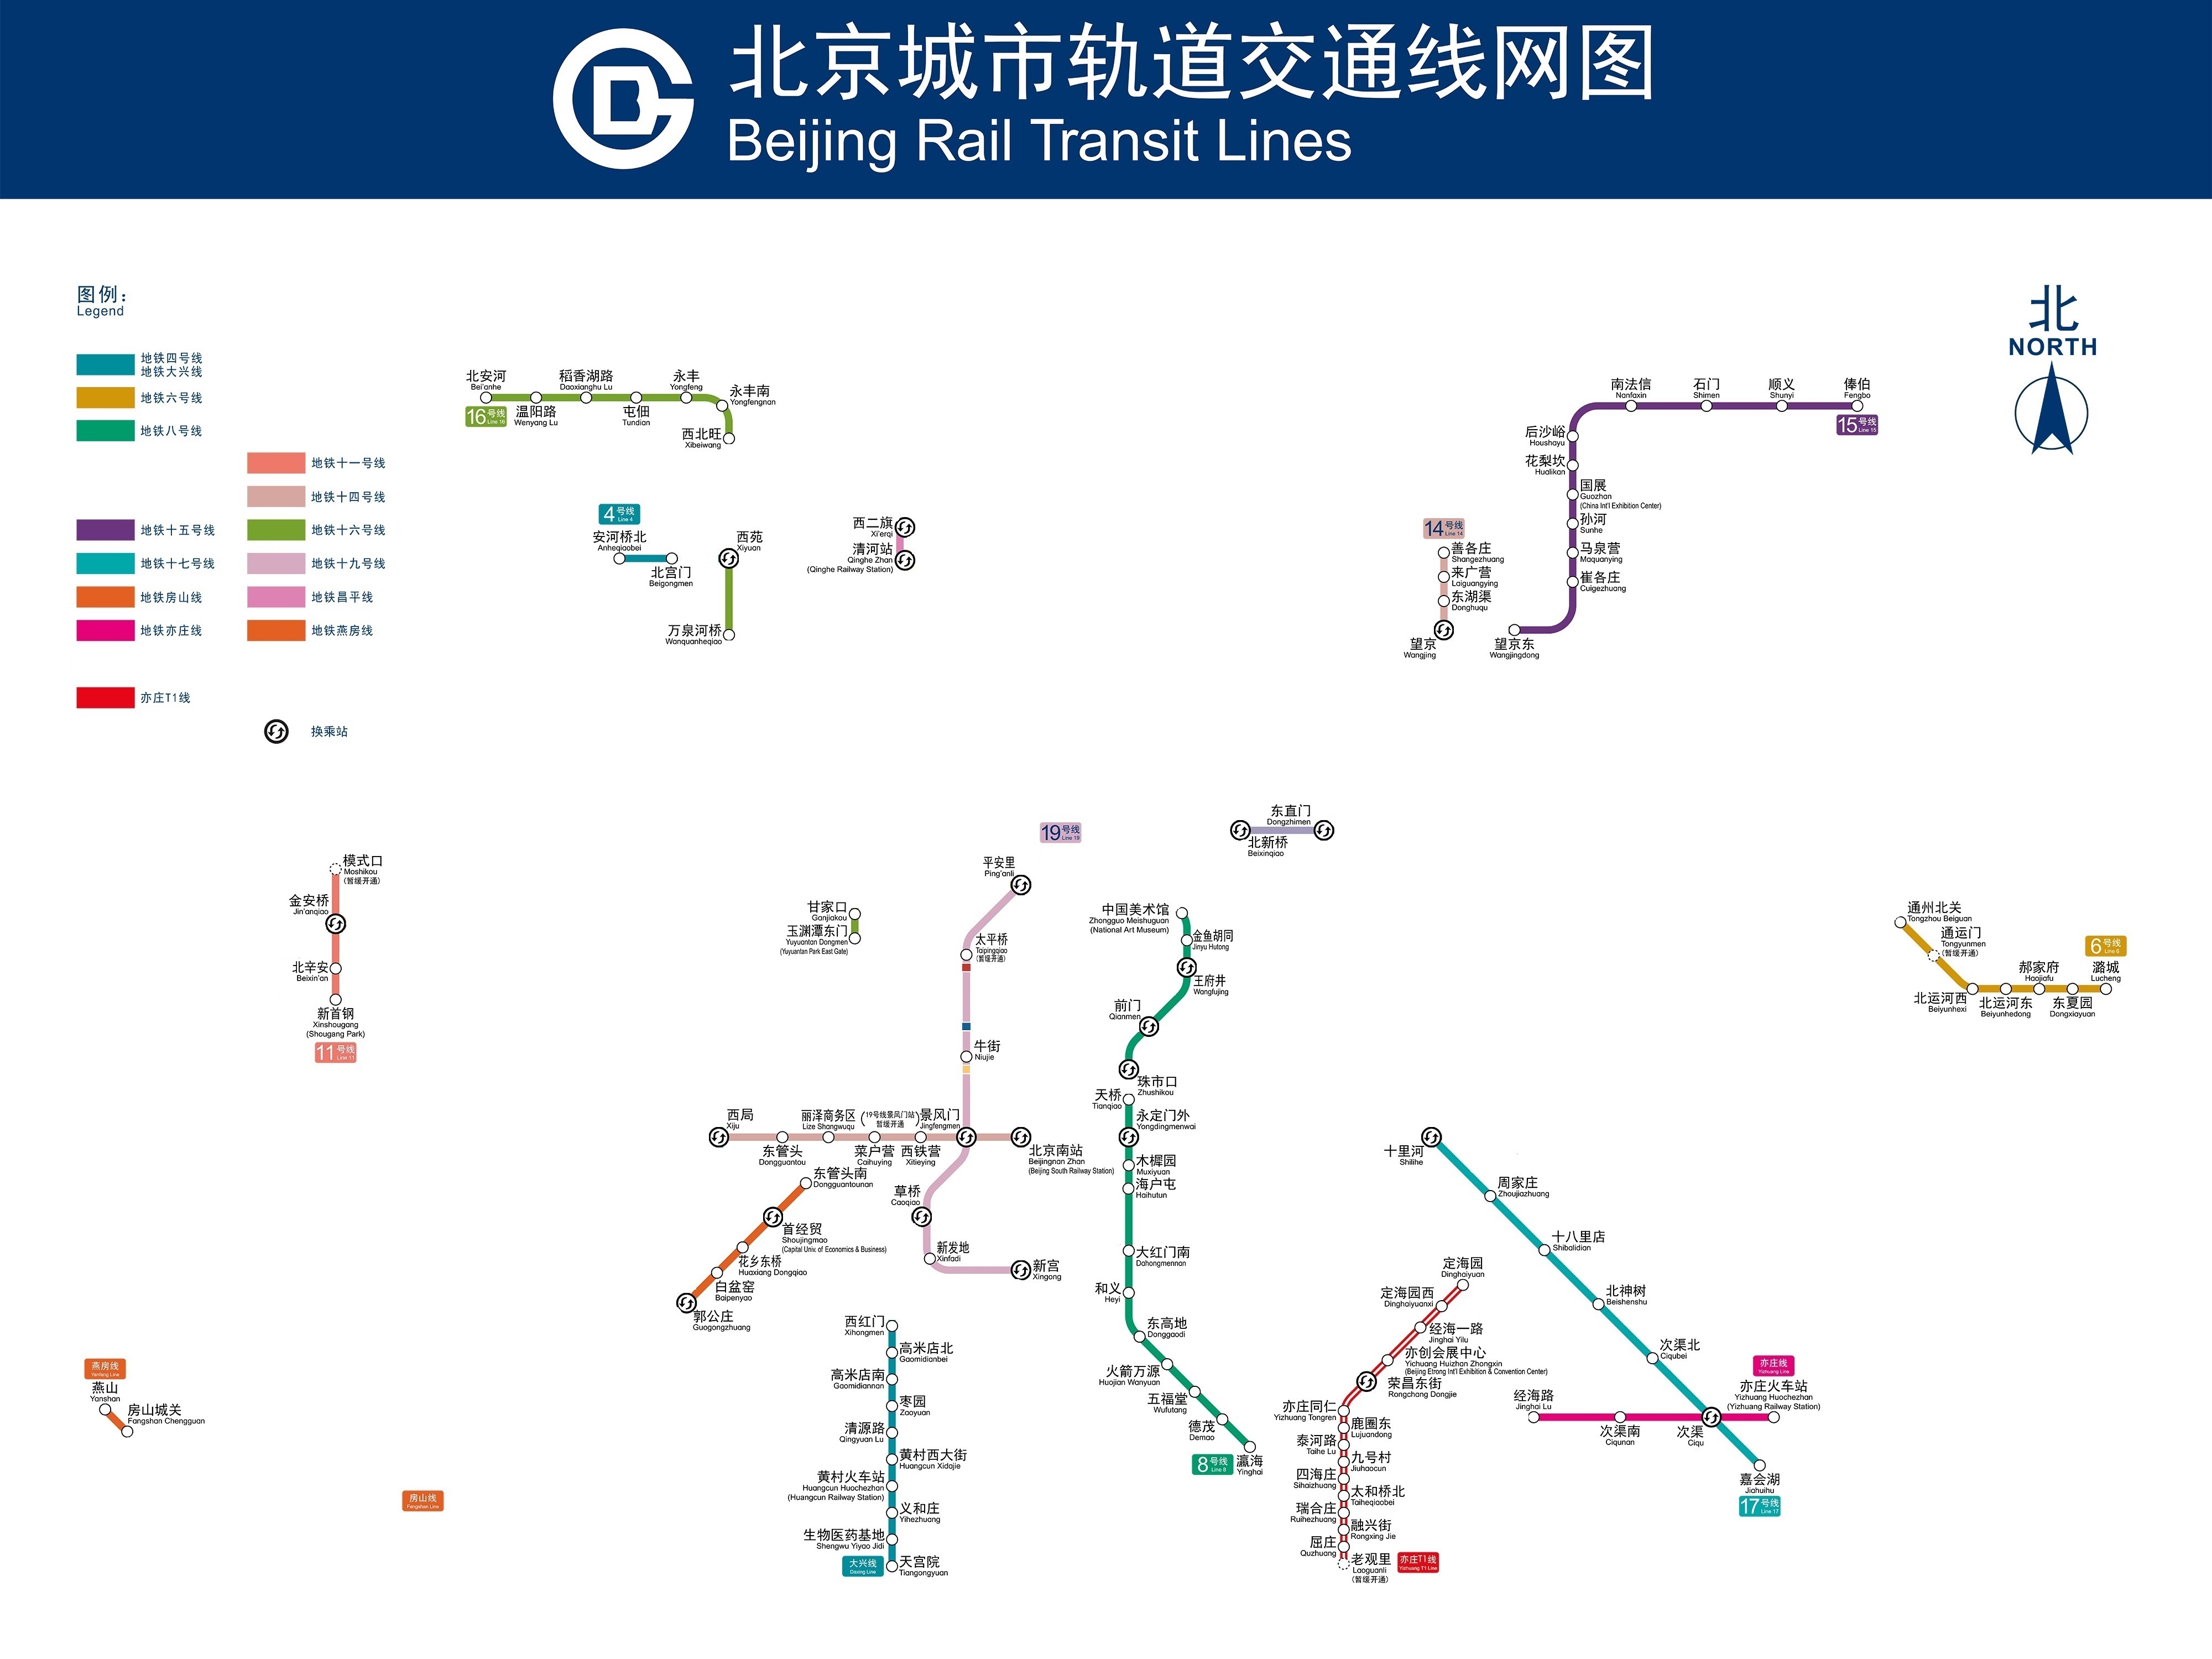 北京城市轨道交通线网图
Beijing Rail Transit Lines
图例：
Legend
地铁四号线
地铁大兴线
地铁六号线
地铁八号线
地铁十一号线
地铁十四号线
地铁十五号线
地铁十六号线
地铁十七号线
地铁十九号线
地铁房山线
地铁昌平线
地铁亦庄线
地铁燕房线
亦庄T1线
换乘站
北
NORTH
北安河
Bei'anhe
16号线
Line 16
温阳路
Wenyang Lu
稻香湖路
Daoxianghu Lu
屯佃
Tundian
永丰
Yongfeng
永丰南
Yongfengnan
西北旺
Xibeiwang
4号线
Line 4
安河桥北
Anheqiaobei
北宫门
Beigongmen
西苑
Xiyuan
万泉河桥
Wanquanheqiao
西二旗
Xi'erqi
清河站
Qinghe Zhan
(Qinghe Railway Station)
南法信
Nanfaxin
石门
Shimen
顺义
Shunyi
俸伯
Fengbo
15号线
Line 15
后沙峪
Houshayu
花梨坎
Hualikan
国展
Guozhan
(China Int'l Exhibition Center)
孙河
Sunhe
马泉营
Maquanying
崔各庄
Cuigezhuang
望京东
Wangjingdong
14号线
Line 14
善各庄
Shangezhuang
来广营
Laiguangying
东湖渠
Donghuqu
望京
Wangjing
模式口
Moshikou
(暂缓开通)
金安桥
Jin'anqiao
北辛安
Beixin'an
新首钢
Xinshougang
(Shougang Park)
11号线
Line 11
19号线
Line 19
平安里
Ping'anli
太平桥
Taipingqiao
(暂缓开通)
牛街
Niujie
甘家口
Ganjiakou
玉渊潭东门
Yuyuantan Dongmen
(Yuyuantan Park East Gate)
东直门
Dongzhimen
北新桥
Beixinqiao
中国美术馆
Zhongguo Meishuguan
(National Art Museum)
金鱼胡同
Jinyu Hutong
王府井
Wangfujing
前门
Qianmen
珠市口
Zhushikou
天桥
Tianqiao
永定门外
Yongdingmenwai
木樨园
Muxiyuan
海户屯
Haihutun
大红门南
Dahongmennan
和义
Heyi
东高地
Donggaodi
火箭万源
Huojian Wanyuan
五福堂
Wufutang
德茂
Demao
瀛海
Yinghai
8号线
Line 8
通州北关
Tongzhou Beiguan
通运门
Tongyunmen
(暂缓开通)
北运河西
Beiyunhexi
北运河东
Beiyunhedong
郝家府
Haojiafu
东夏园
Dongxiayuan
潞城
Lucheng
6号线
Line 6
西局
Xiju
东管头
Dongguantou
丽泽商务区
Lize Shangwuqu
菜户营
Caihuying
西铁营
Xitieying
(19号线景风门站
暂缓开通)
景风门
Jingfengmen
北京南站
Beijingnan Zhan
(Beijing South Railway Station)
草桥
Caoqiao
新发地
Xinfadi
新宫
Xingong
东管头南
Dongguantounan
首经贸
Shoujingmao
(Capital Univ. of Economics & Business)
花乡东桥
Huaxiang Dongqiao
白盆窑
Baipenyao
郭公庄
Guogongzhuang
西红门
Xihongmen
高米店北
Gaomidianbei
高米店南
Gaomidiannan
枣园
Zaoyuan
清源路
Qingyuan Lu
黄村西大街
Huangcun Xidajie
黄村火车站
Huangcun Huochezhan
(Huangcun Railway Station)
义和庄
Yihezhuang
生物医药基地
Shengwu Yiyao Jidi
天宫院
Tiangongyuan
大兴线
Daxing Line
燕房线
Yanfang Line
燕山
Yanshan
房山城关
Fangshan Chengguan
房山线
Fangshan Line
十里河
Shilihe
周家庄
Zhoujiazhuang
十八里店
Shibalidian
北神树
Beishenshu
次渠北
Ciqubei
次渠
Ciqu
嘉会湖
Jiahuihu
17号线
Line 17
亦庄线
Yizhuang Line
亦庄火车站
Yizhuang Huochezhan
(Yizhuang Railway Station)
经海路
Jinghai Lu
次渠南
Ciqunan
定海园
Dinghaiyuan
定海园西
Dinghaiyuanxi
经海一路
Jinghai Yilu
亦创会展中心
Yichuang Huizhan Zhongxin
(Beijing Etrong Int'l Exhibition & Convention Center)
荣昌东街
Rongchang Dongjie
亦庄同仁
Yizhuang Tongren
鹿圈东
Lujuandong
泰河路
Taihe Lu
九号村
Jiuhaocun
四海庄
Sihaizhuang
太和桥北
Taiheqiaobei
瑞合庄
Ruihezhuang
融兴街
Rongxing Jie
屈庄
Quzhuang
老观里
Laoguanli
(暂缓开通)
亦庄T1线
Yizhuang T1 Line